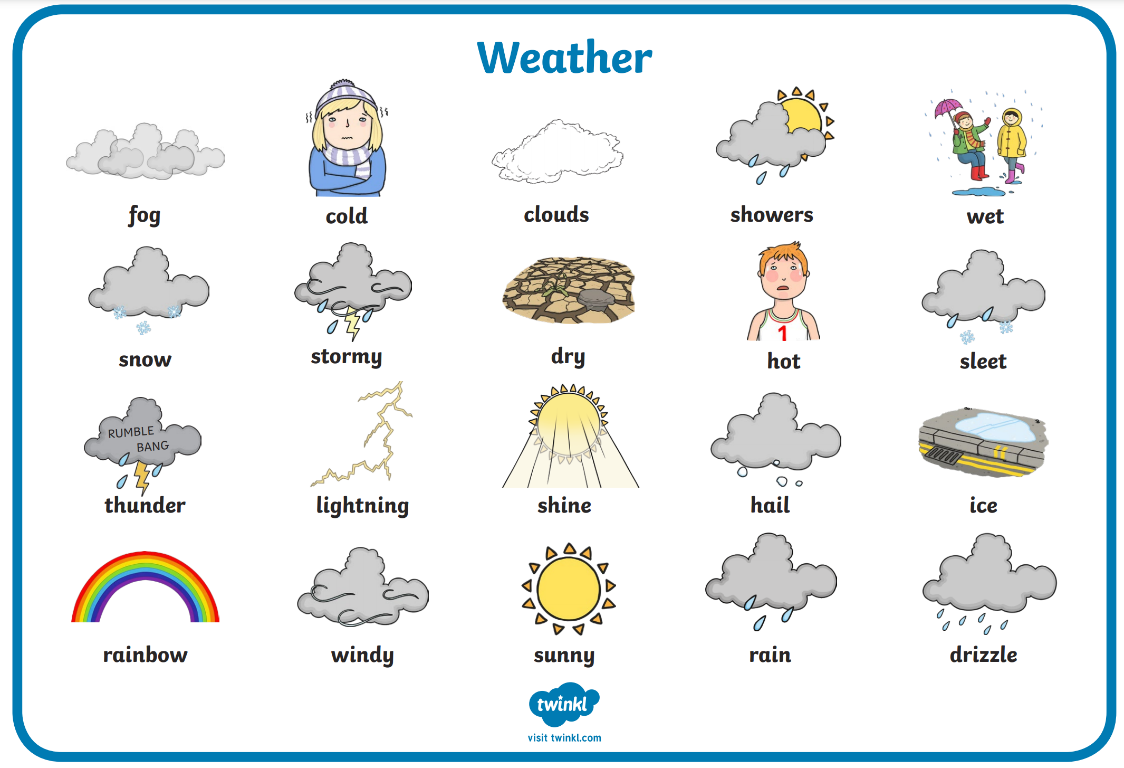 Weather
fog
cold
clouds
showers
wet
snow
stormy
dry
hot
sleet
RUMBLE
BANG
thunder
lightning
shine
hail
ice
1
rainbow
windy
sunny
rain
drizzle
twinkl
visit twinkl.com